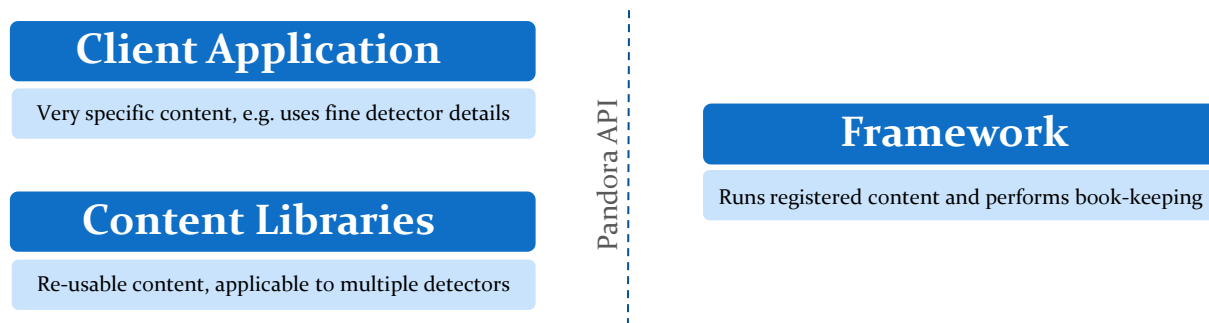 Client Application
Very specific content, e.g. uses fine detector details
Content Libraries
Re-usable content, applicable to multiple detectors
Pandora API
Framework
Runs registered content and performs book-keeping